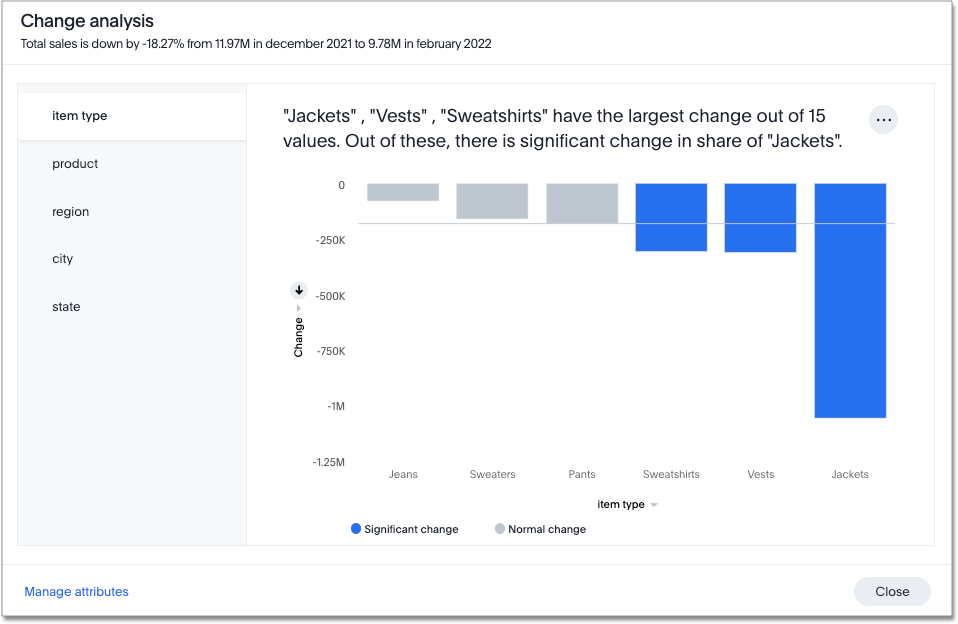 Change analysis
Total sales is down by -18.27% from 11.97M in december 2021 to 9.78M in february 2022
item type
product
region
city
state
"Jackets" , "Vests" , "Sweatshirts" have the largest change out of 15
values. Out of these, there is significant change in share of "Jackets".
0
-250K
-500K
-750K
-1M
-1.25M
Change
Jeans Sweaters Pants Sweatshirts Vests Jackets
item type
Significant change Normal change
Manage attributes
Close